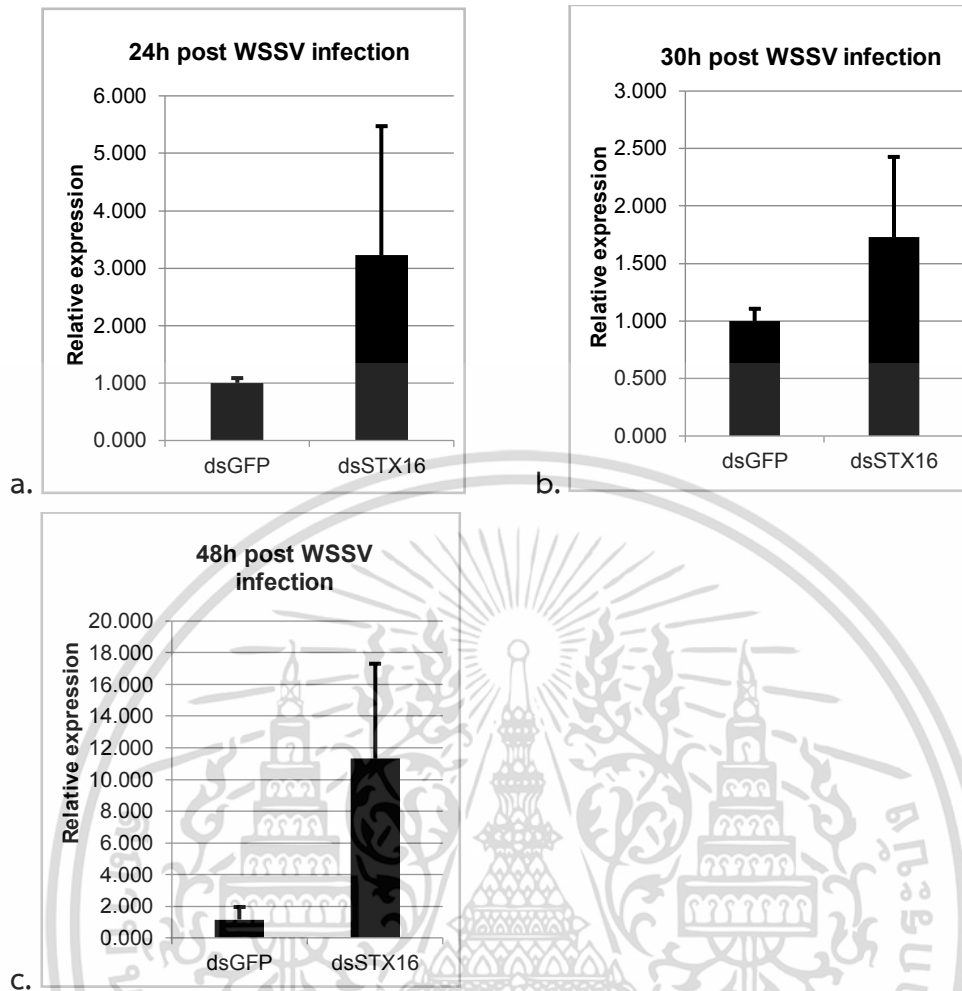 24h post WSSV infection
Relative expression
6.000
5.000
4.000
3.000
2.000
1.000
0.000
dsGFP dsSTX16
a.
30h post WSSV infection
Relative expression
3.000
2.500
2.000
1.500
1.000
0.500
0.000
dsGFP dsSTX16
b.
48h post WSSV
infection
Relative expression
20.000
18.000
16.000
14.000
12.000
10.000
8.000
6.000
4.000
2.000
0.000
dsGFP dsSTX16
c.